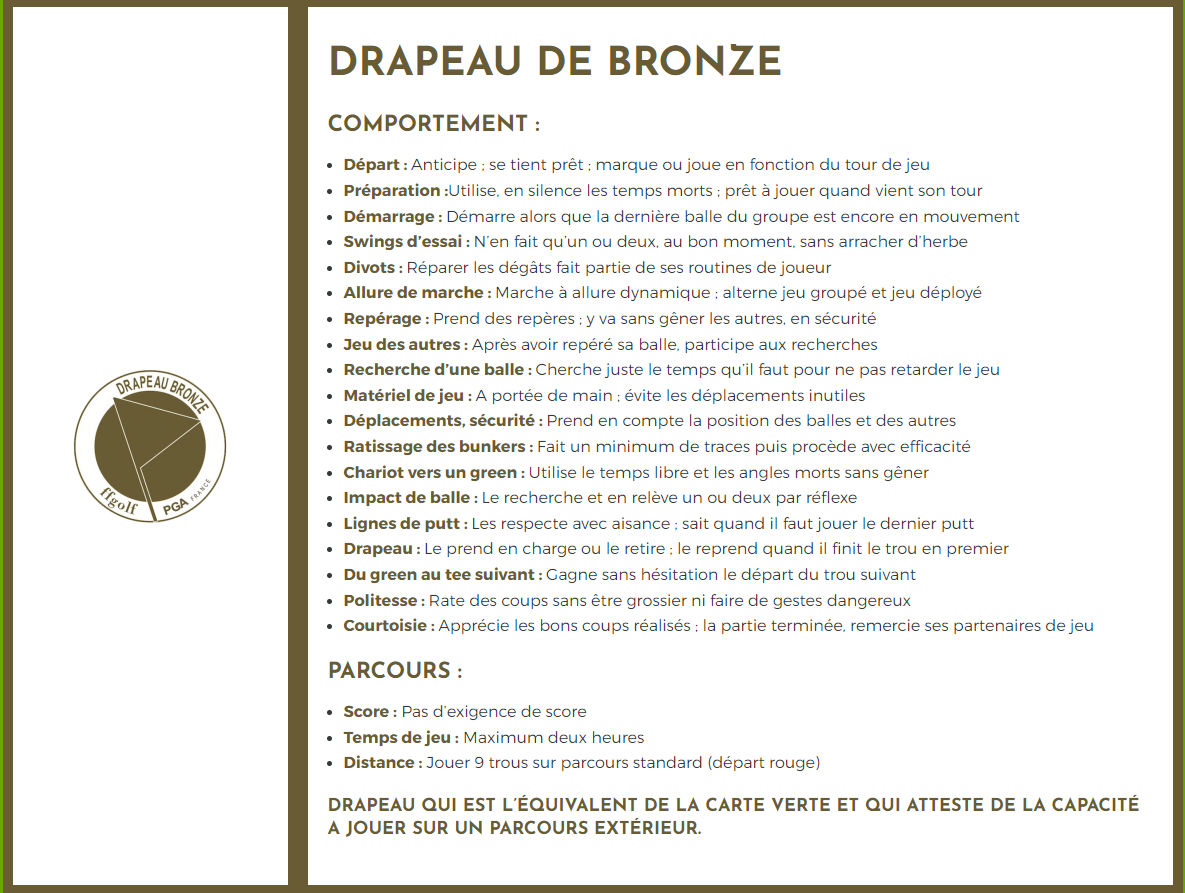 DRAPEAU BRONZE
ffgolf
PGA FRANCE
DRAPEAU DE BRONZE
COMPORTEMENT :
• Départ : Anticipe ; se tient prêt ; marque ou joue en fonction du tour de jeu
• Préparation :Utilise, en silence les temps morts ; prêt à jouer quand vient son tour
• Démarrage : Démarre alors que la dernière balle du groupe est encore en mouvement
• Swings d’essai : N’en fait qu’un ou deux, au bon moment, sans arracher d’herbe
• Divots : Réparer les dégâts fait partie de ses routines de joueur
• Allure de marche : Marche à allure dynamique ; alterne jeu groupé et jeu déployé
• Repérage : Prend des repères ; y va sans gêner les autres, en sécurité
• Jeu des autres : Après avoir repéré sa balle, participe aux recherches
• Recherche d’une balle : Cherche juste le temps qu’il faut pour ne pas retarder le jeu
• Matériel de jeu : A portée de main ; évite les déplacements inutiles
• Déplacements, sécurité : Prend en compte la position des balles et des autres
• Ratissage des bunkers : Fait un minimum de traces puis procède avec efficacité
• Chariot vers un green : Utilise le temps libre et les angles morts sans gêner
• Impact de balle : Le recherche et en relève un ou deux par réflexe
• Lignes de putt : Les respecte avec aisance ; sait quand il faut jouer le dernier putt
• Drapeau : Le prend en charge ou le retire ; le reprend quand il finit le trou en premier
• Du green au tee suivant : Gagne sans hésitation le départ du trou suivant
• Politesse : Rate des coups sans être grossier ni faire de gestes dangereux
• Courtoisie : Apprécie les bons coups réalisés ; la partie terminée, remercie ses partenaires de jeu
PARCOURS :
• Score : Pas d’exigence de score
• Temps de jeu : Maximum deux heures
• Distance : Jouer 9 trous sur parcours standard (départ rouge)
DRAPEAU QUI EST L’ÉQUIVALENT DE LA CARTE VERTE ET QUI ATTESTE DE LA CAPACITÉ
A JOUER SUR UN PARCOURS EXTÉRIEUR.